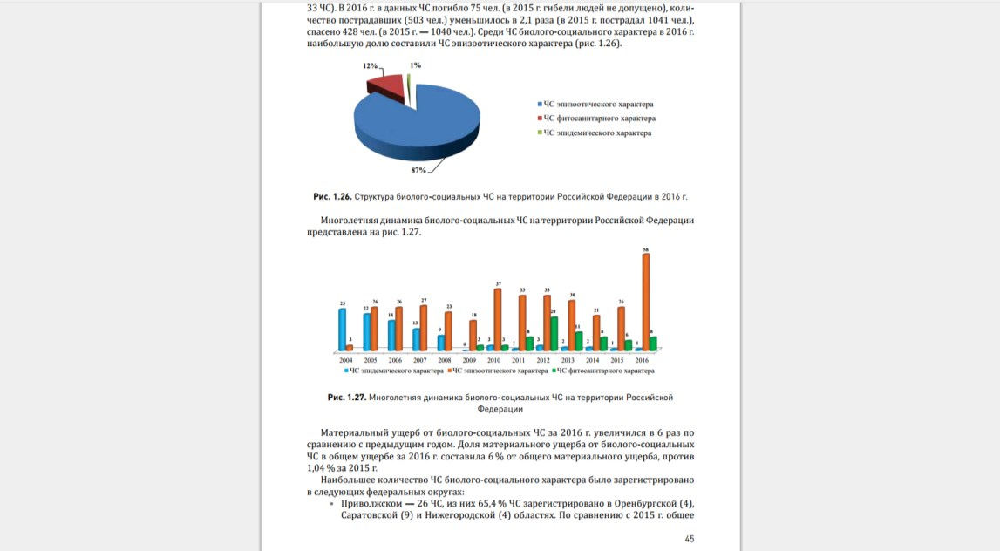 33 ЧС). В 2016 г. в данных ЧС погибло 75 чел. (в 2015 г. гибели людей не допущено), коли-
чество пострадавших (503 чел.) уменьшилось в 2,1 раза (в 2015 г. пострадал 1041 чел.),
спасено 428 чел. (в 2015 г. — 1040 чел.). Среди ЧС биолого-социального характера в 2016 г.
наибольшую долю составили ЧС эпизоотического характера (рис. 1.26).
12% 1%
ЧС эпизоотического характера
ЧС фитосанитарного характера
ЧС эпидемического характера
87%
Рис. 1.26. Структура биолого-социальных ЧС на территории Российской Федерации в 2016 г.
Многолетняя динамика биолого-социальных ЧС на территории Российской Федерации
представлена на рис. 1.27.
25 3 22 26 18 26 13 27 9 23 0 18 3 3 37 3 1 33 8 3 33 20 2 30 11 2 21 8 1 26 6 1 8
2004 2005 2006 2007 2008 2009 2010 2011 2012 2013 2014 2015 2016
ЧС эпидемического характера ЧС эпизоотического характера ЧС фитосанитарного характера
Рис. 1.27. Многолетняя динамика биолого-социальных ЧС на территории Российской
Федерации
Материальный ущерб от биолого-социальных ЧС за 2016 г. увеличился в 6 раз по
сравнению с предыдущим годом. Доля материального ущерба от биолого-социальных
ЧС в общем ущербе за 2016 г. составила 6 % от общего материального ущерба, против
1,04 % за 2015 г.
Наибольшее количество ЧС биолого-социального характера было зарегистрировано
в следующих федеральных округах:
• Приволжском — 26 ЧС, из них 65,4 % ЧС зарегистрировано в Оренбургской (4),
Саратовской (9) и Нижегородской (4) областях. По сравнению с 2015 г. общее
45